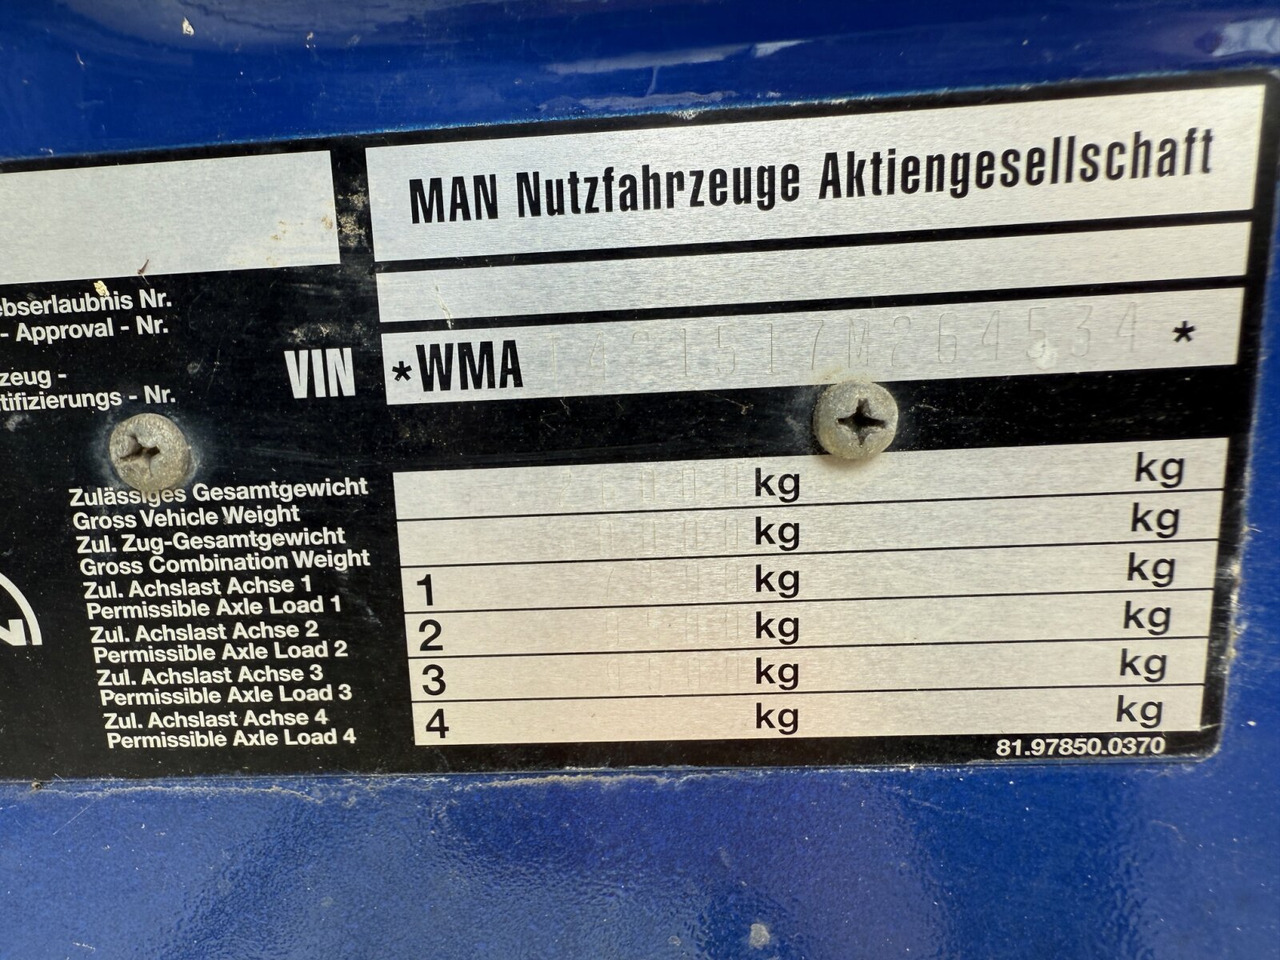 MAN Nutzfahrzeuge Aktiengesellschaft
ebserlaubnis Nr.
- Approval - Nr.
zeug -
tifizierungs - Nr.
VIN
*WMA *
Zulässiges Gesamtgewicht
Gross Vehicle Weight
kg kg
Zul. Zug-Gesamtgewicht
Gross Combination Weight
kg kg
Zul. Achslast Achse 1
Permissible Axle Load 1
1 kg kg
Zul. Achslast Achse 2
Permissible Axle Load 2
2 kg kg
Zul. Achslast Achse 3
Permissible Axle Load 3
3 kg kg
Zul. Achslast Achse 4
Permissible Axle Load 4
4 kg kg
81.97850.0370